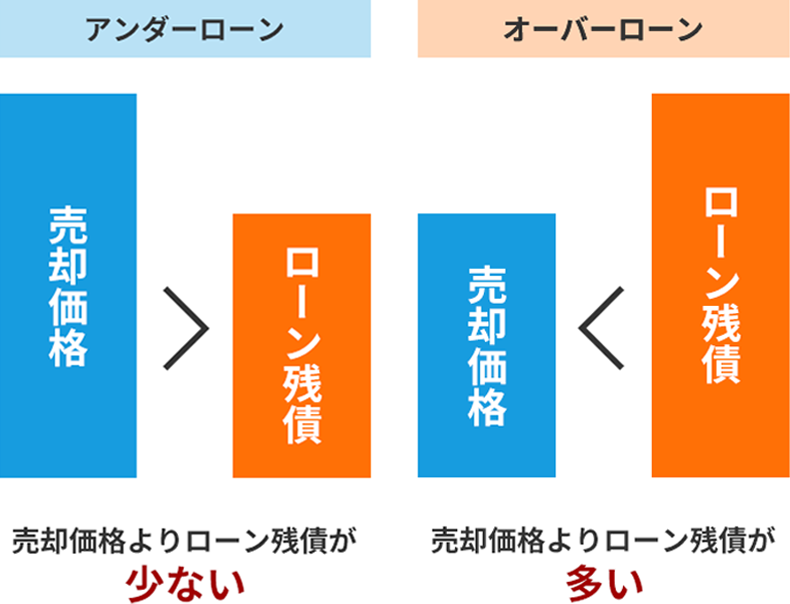 アンダーローン
売却価格
>
ローン残債
売却価格よりローン残債が
少ない
オーバーローン
売却価格
<
ローン残債
売却価格よりローン残債が
多い